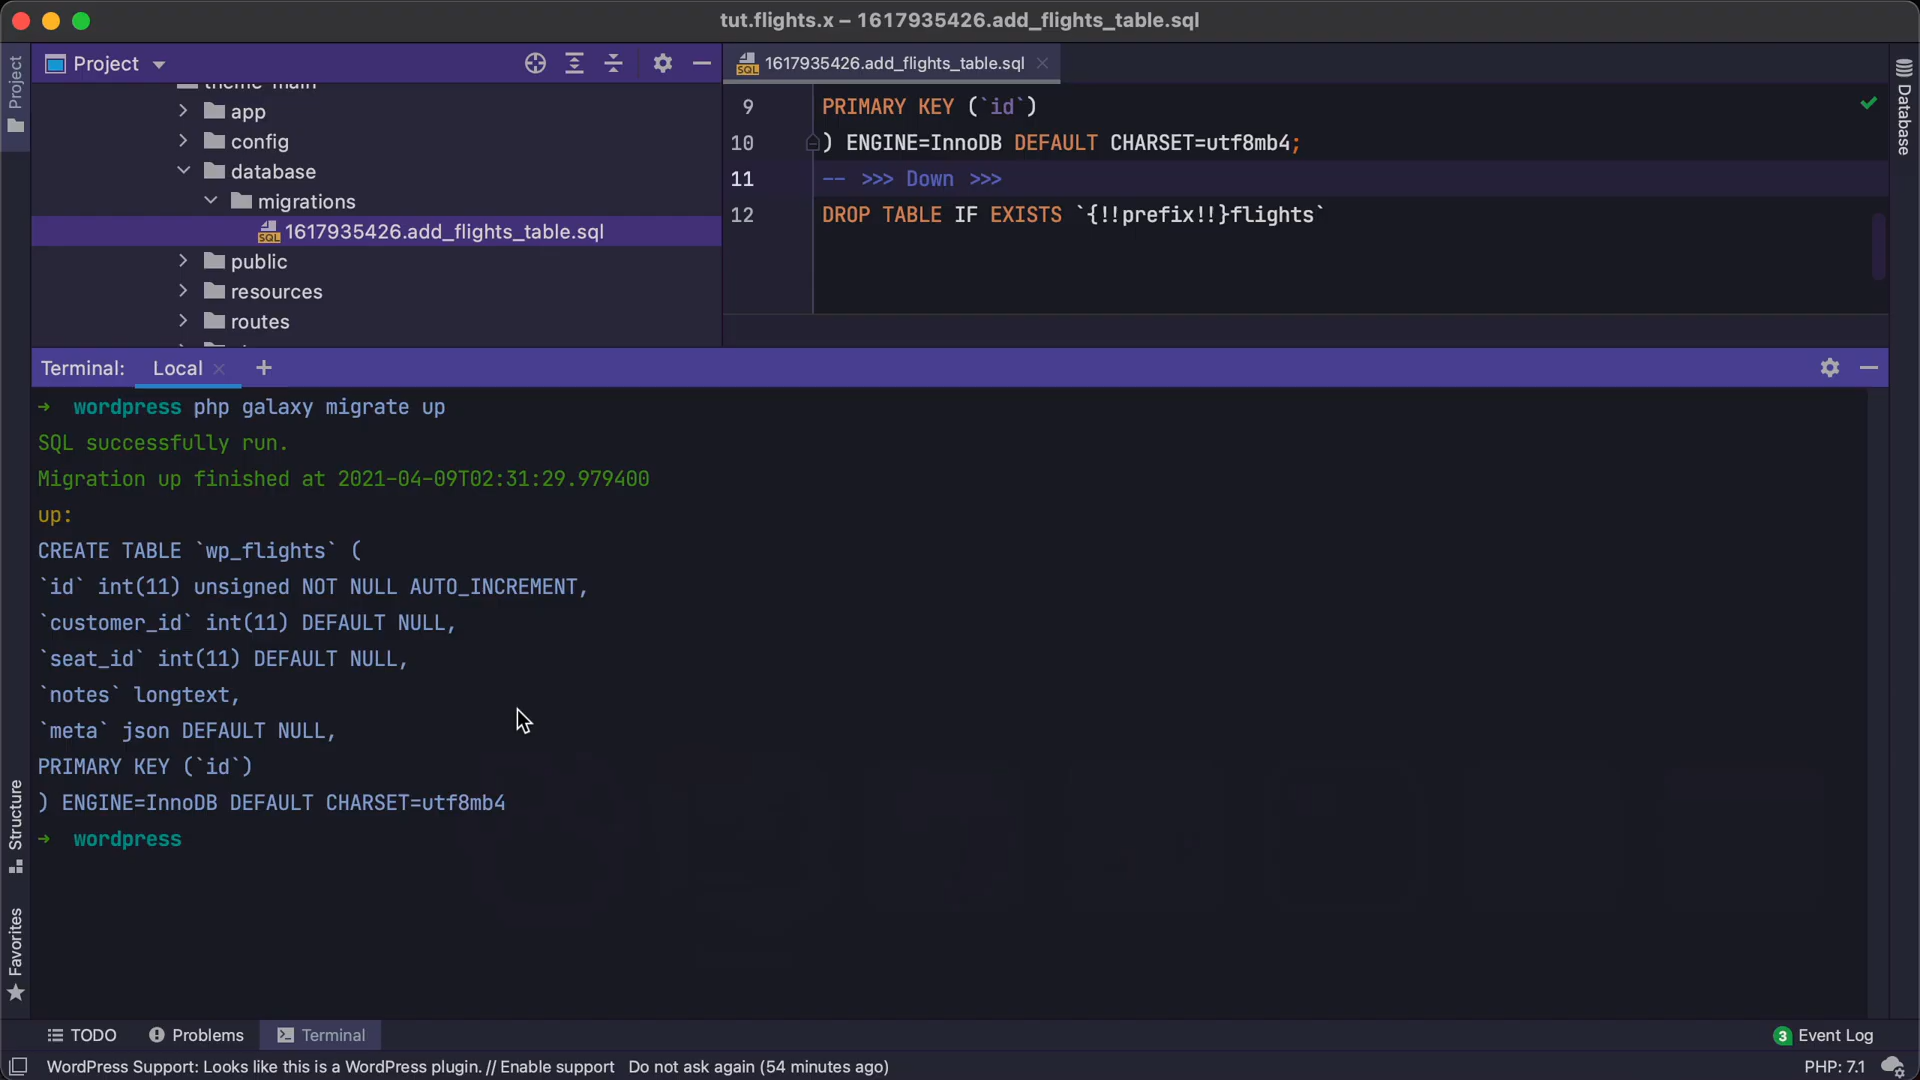 tut.flights.x – 1617935426.add_flights_table.sql
Project
Project
1617935426.add_flights_table.sql
Database
theme-main
app
config
database
migrations
1617935426.add_flights_table.sql
public
resources
routes
9 PRIMARY KEY (`id`)
10 ) ENGINE=InnoDB DEFAULT CHARSET=utf8mb4;
11 -- >>> Down >>>
12 DROP TABLE IF EXISTS `{!!prefix!!}flights`
Terminal: Local
→ wordpress php galaxy migrate up
SQL successfully run.
Migration up finished at 2021-04-09T02:31:29.979400
up:
CREATE TABLE `wp_flights` (
`id` int(11) unsigned NOT NULL AUTO_INCREMENT,
`customer_id` int(11) DEFAULT NULL,
`seat_id` int(11) DEFAULT NULL,
`notes` longtext,
`meta` json DEFAULT NULL,
PRIMARY KEY (`id`)
) ENGINE=InnoDB DEFAULT CHARSET=utf8mb4
→ wordpress
Structure
Favorites
TODO Problems Terminal 3 Event Log
WordPress Support: Looks like this is a WordPress plugin. // Enable support Do not ask again (54 minutes ago) PHP: 7.1